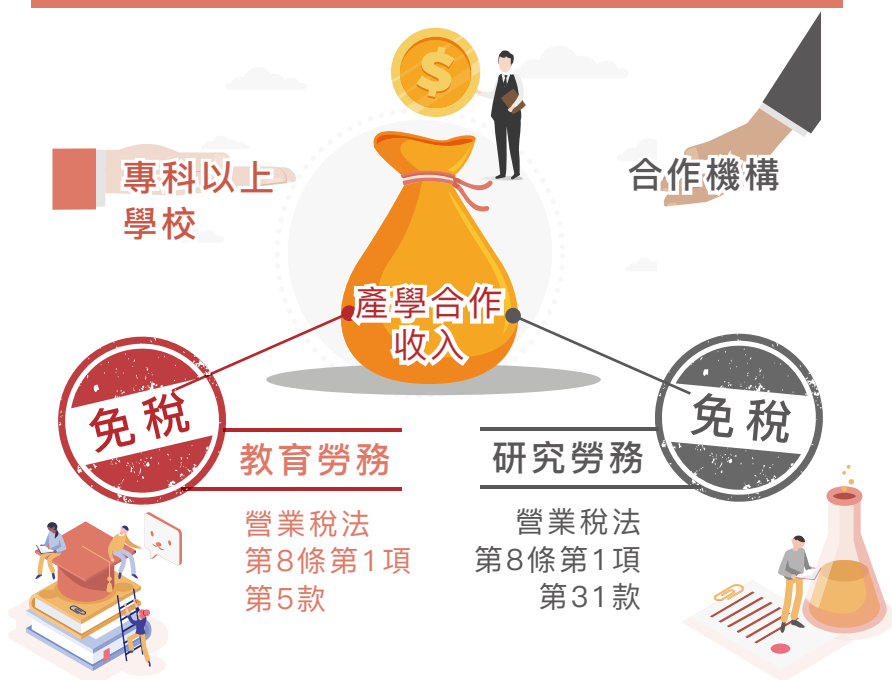 專科以上
學校
合作機構
$
產學合作
收入
免稅
教育勞務
營業稅法
第8條第1項
第5款
免稅
研究勞務
營業稅法
第8條第1項
第31款